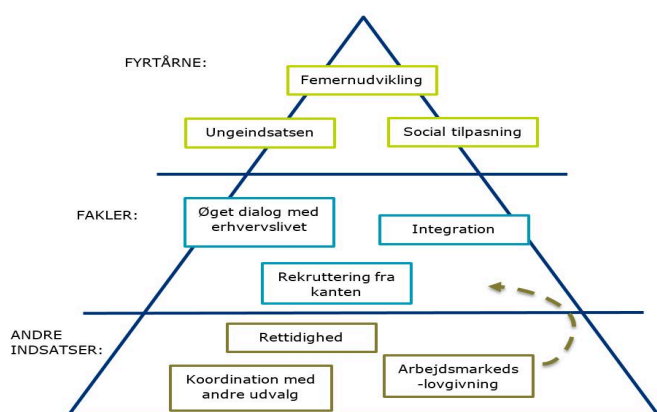 FYRTÅRNE:
Femernudvikling
Ungeindsatsen
Social tilpasning
FAKLER:
Øget dialog med
erhvervslivet
Integration
Rekruttering fra
kanten
ANDRE
INDSATSER:
Rettidighed
Koordination med
andre udvalg
Arbejdsmarkeds
-lovgivning